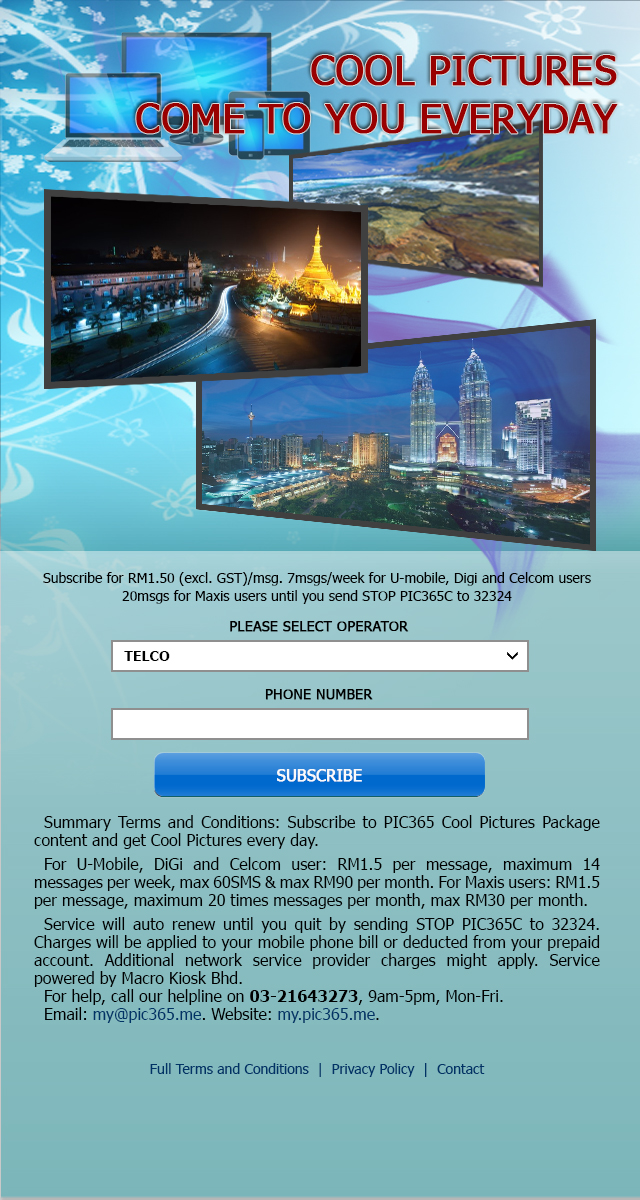 COOL PICTURES
COME TO YOU EVERYDAY
Subscribe for RM1.50 (excl. GST)/msg. 7msgs/week for U-mobile, Digi and Celcom users
20msgs for Maxis users until you send STOP PIC365C to 32324
PLEASE SELECT OPERATOR
TELCO
PHONE NUMBER
SUBSCRIBE
Summary Terms and Conditions: Subscribe to PIC365 Cool Pictures Package
content and get Cool Pictures every day.
For U-Mobile, DiGi and Celcom user: RM1.5 per message, maximum 14
messages per week, max 60SMS & max RM90 per month. For Maxis users: RM1.5
per message, maximum 20 times messages per month, max RM30 per month.
Service will auto renew until you quit by sending STOP PIC365C to 32324.
Charges will be applied to your mobile phone bill or deducted from your prepaid
account. Additional network service provider charges might apply. Service
powered by Macro Kiosk Bhd.
For help, call our helpline on 03-21643273, 9am-5pm, Mon-Fri.
Email: my@pic365.me. Website: my.pic365.me.
Full Terms and Conditions | Privacy Policy | Contact